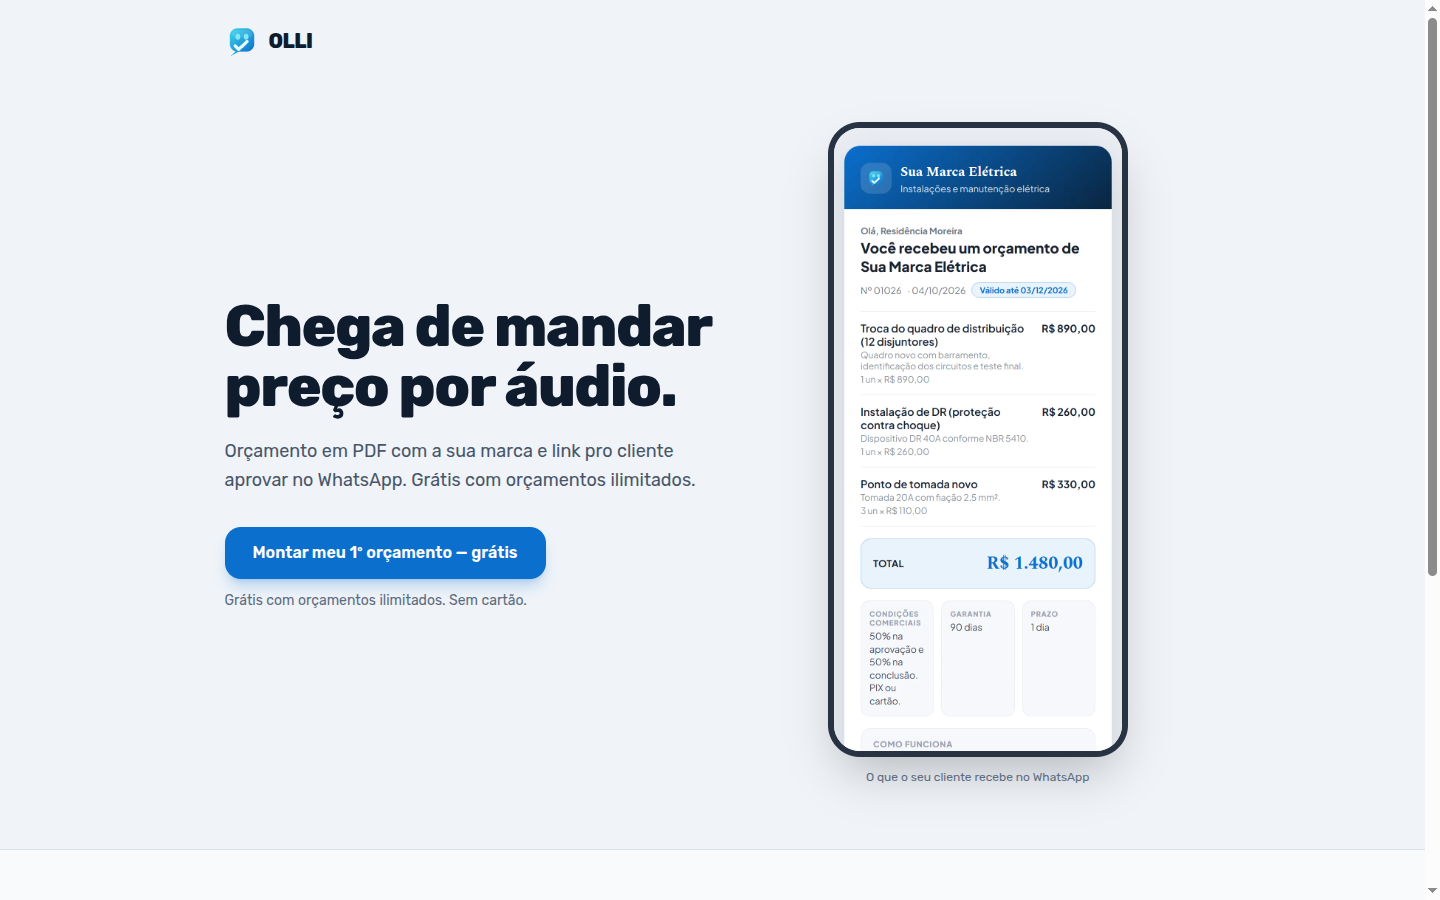 OLLI
Chega de mandar
preço por áudio.
Orçamento em PDF com a sua marca e link pro cliente
aprovar no WhatsApp. Grátis com orçamentos ilimitados.
Montar meu 1º orçamento — grátis
Grátis com orçamentos ilimitados. Sem cartão.
Sua Marca Elétrica
Instalações e manutenção elétrica
Olá, Residência Moreira
Você recebeu um orçamento de
Sua Marca Elétrica
Nº 01026 · 04/10/2026 Válido até 03/12/2026
Troca do quadro de distribuição R$ 890,00
(12 disjuntores)
Quadro novo com barramento,
identificação dos circuitos e teste final.
1 un × R$ 890,00
Instalação de DR (proteção R$ 260,00
contra choque)
Dispositivo DR 40A conforme NBR 5410.
1 un × R$ 260,00
Ponto de tomada novo R$ 330,00
Tomada 20A com fiação 2,5 mm².
3 un × R$ 110,00
TOTAL R$ 1.480,00
CONDIÇÕES
COMERCIAIS
50% na
aprovação e
50% na
conclusão.
PIX ou
cartão.
GARANTIA
90 dias
PRAZO
1 dia
COMO FUNCIONA
O que o seu cliente recebe no WhatsApp